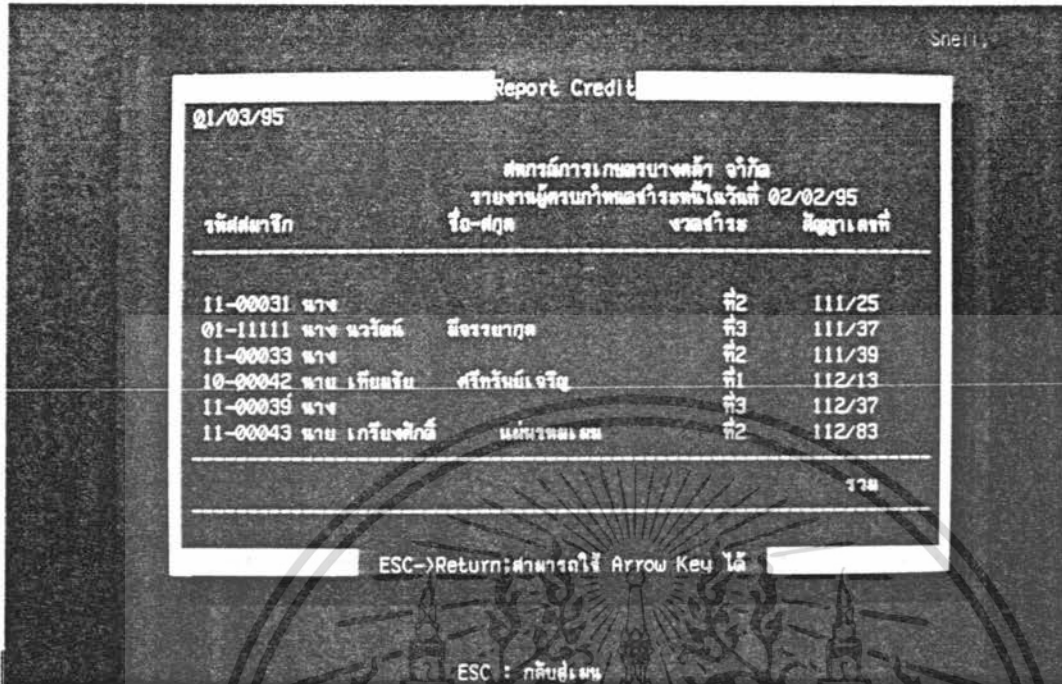 Report Credit
01/03/95
สหกรณ์การเกษตรบางคล้า จำกัด
รายงานผู้ครบกำหนดชำระหนี้ในวันที่ 02/02/95
รหัสสมาชิก ชื่อ-สกุล งวดชำระ สัญญาเลขที่
11-00031 นาง ที่2 111/25
01-11111 นาง นวรัตน์ มีจรรยากุล ที่3 111/37
11-00033 นาง ที่2 111/39
10-00042 นาย เทียมชัย ศรีทรัพย์เจริญ ที่1 112/13
11-00039 นาง ที่3 112/37
11-00043 นาย เกรียงศักดิ์ ที่2 112/83
รวม
ESC->Return:สามารถใช้ Arrow Key ได้
ESC : กลับสู่เมนู